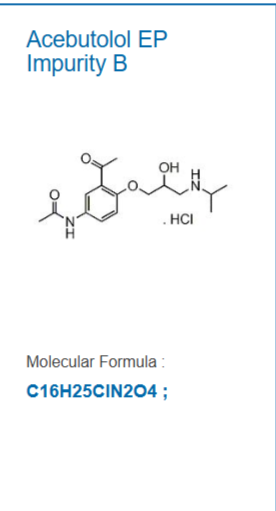 Acebutolol EP
Impurity B
O
OH
H
N
O
O
N
H
. HCl
Molecular Formula :
C16H25ClN2O4 ;